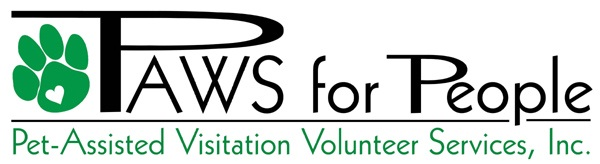 PAWS for People
Pet-Assisted Visitation Volunteer Services, Inc.